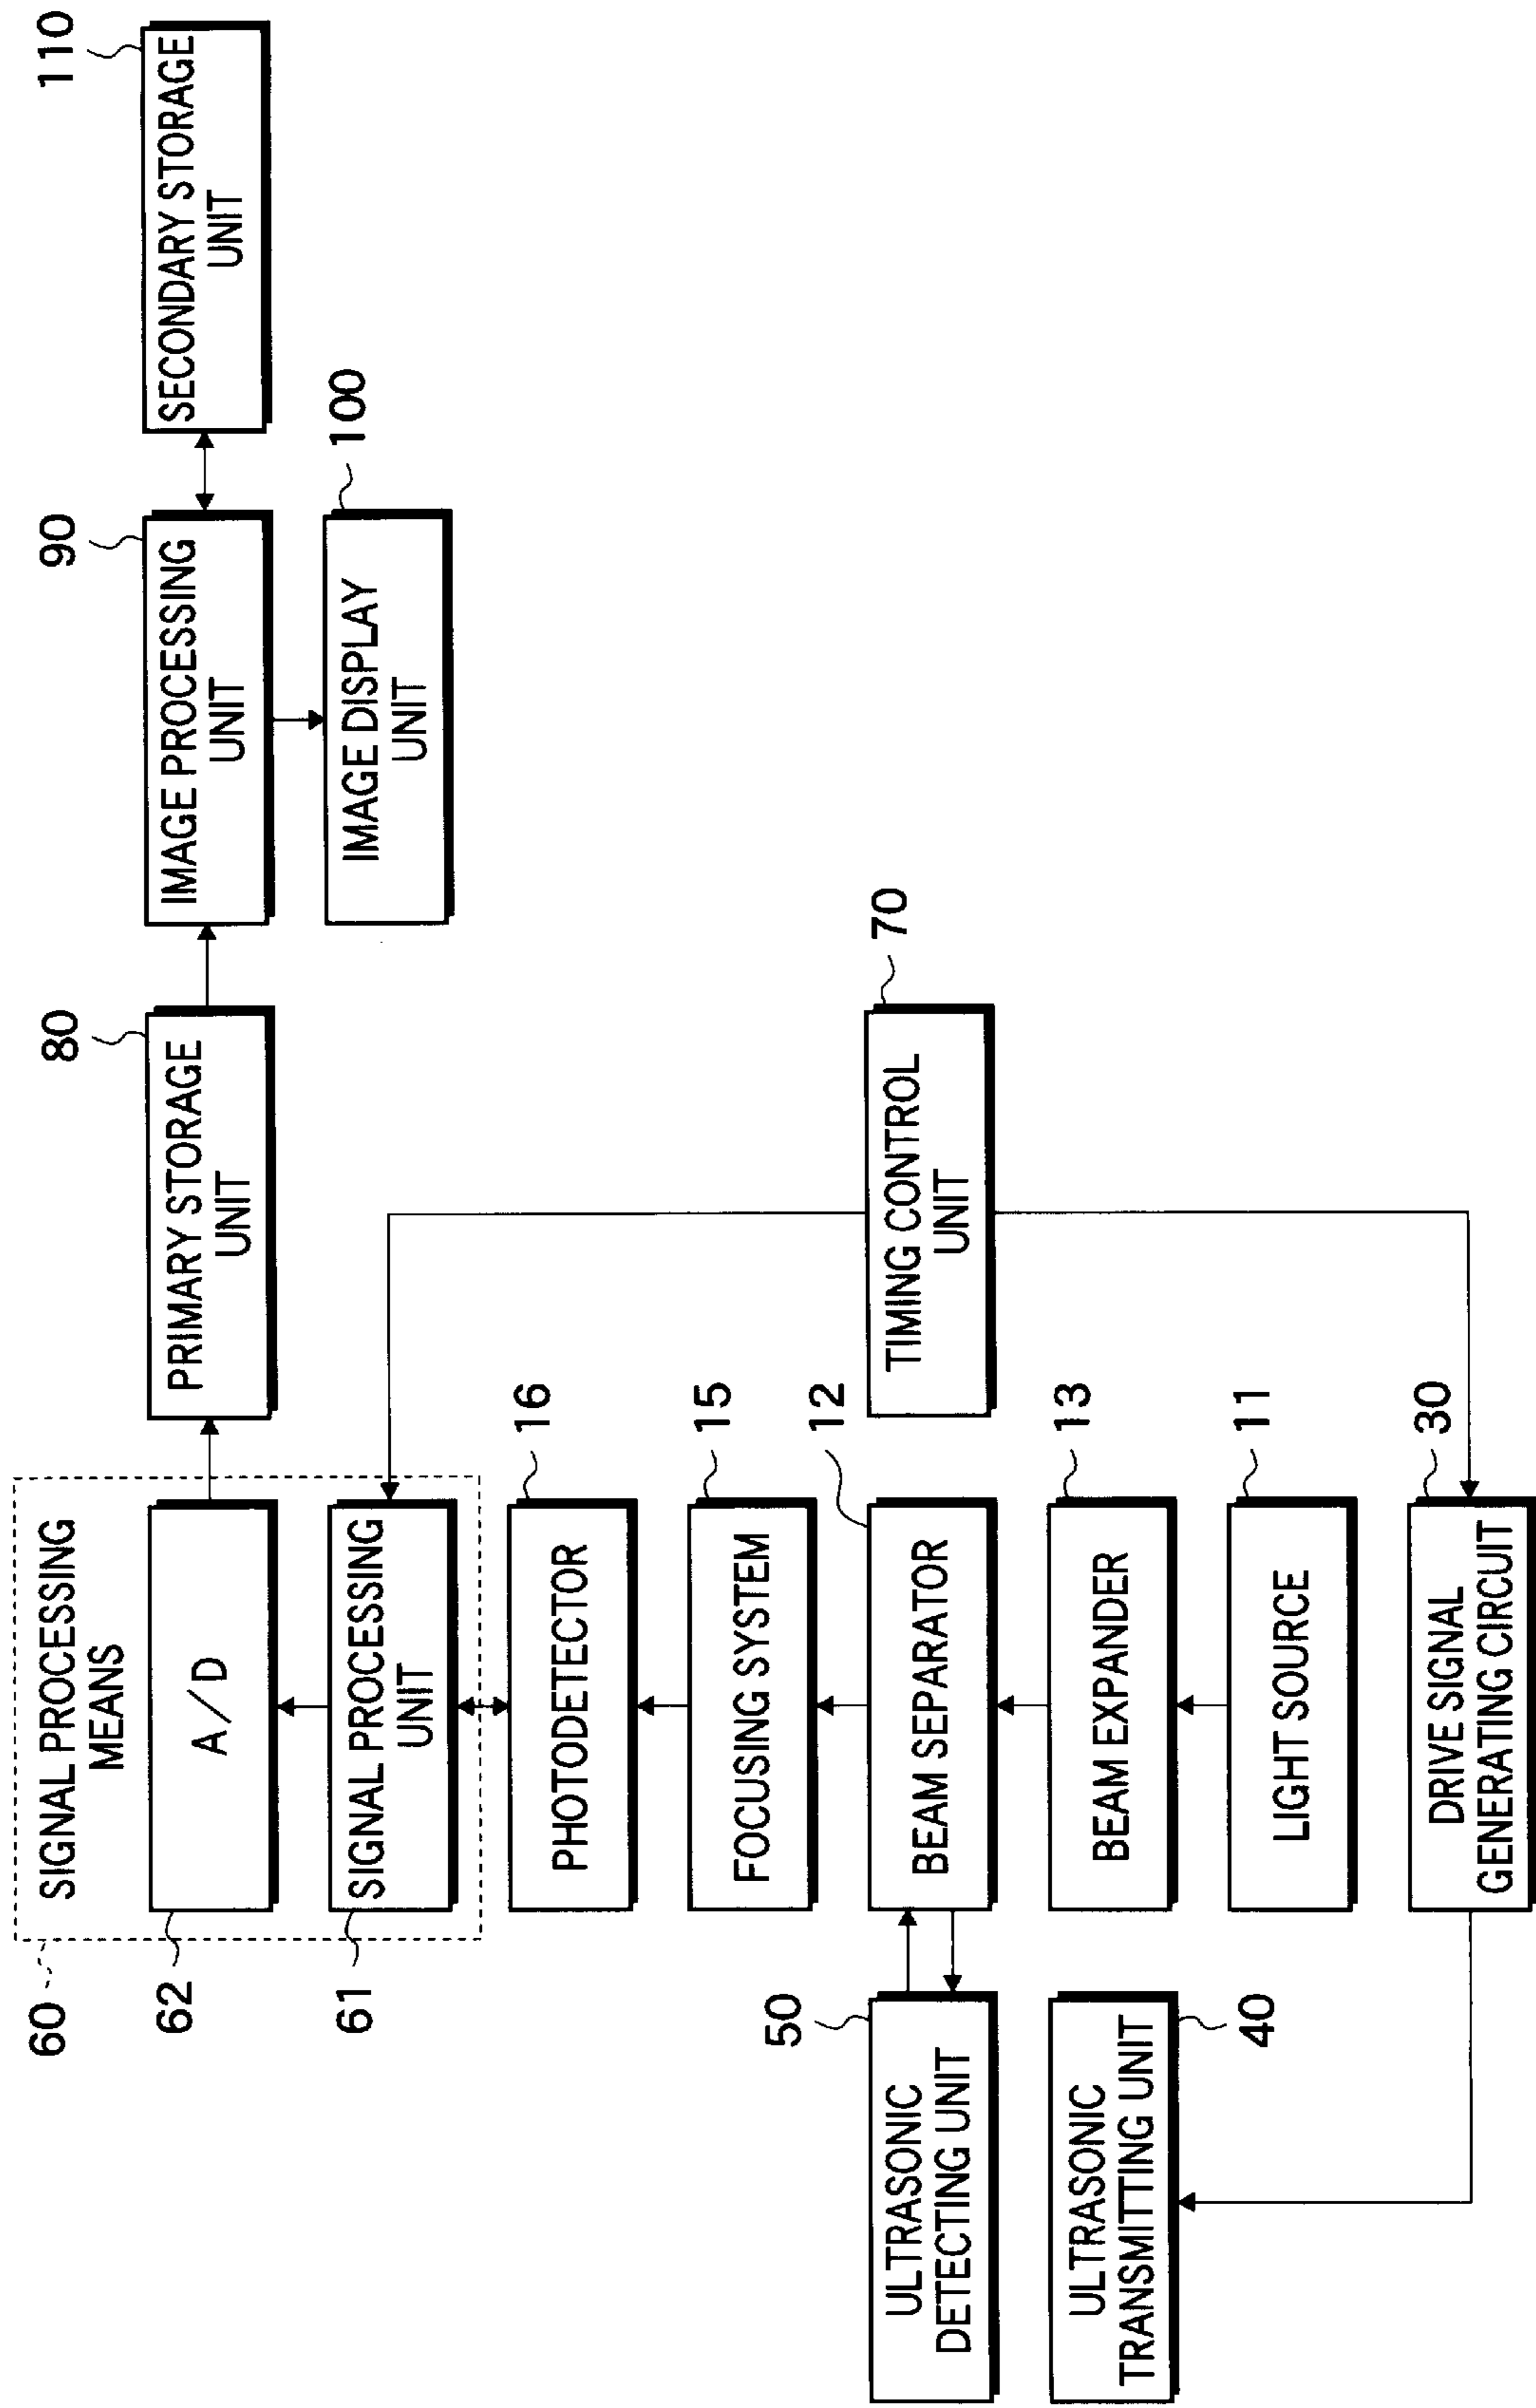 60
SIGNAL PROCESSING
MEANS
62
A/D
80
PRIMARY STORAGE
UNIT
90
IMAGE PROCESSING
UNIT
110
SECONDARY STORAGE
UNIT
61
SIGNAL PROCESSING
UNIT
IMAGE DISPLAY
UNIT
100
PHOTODETECTOR
16
FOCUSING SYSTEM
15
50
ULTRASONIC
DETECTING UNIT
BEAM SEPARATOR
12
TIMING CONTROL
UNIT
70
ULTRASONIC
TRANSMITTING UNIT
40
BEAM EXPANDER
13
LIGHT SOURCE
11
DRIVE SIGNAL
GENERATING CIRCUIT
30